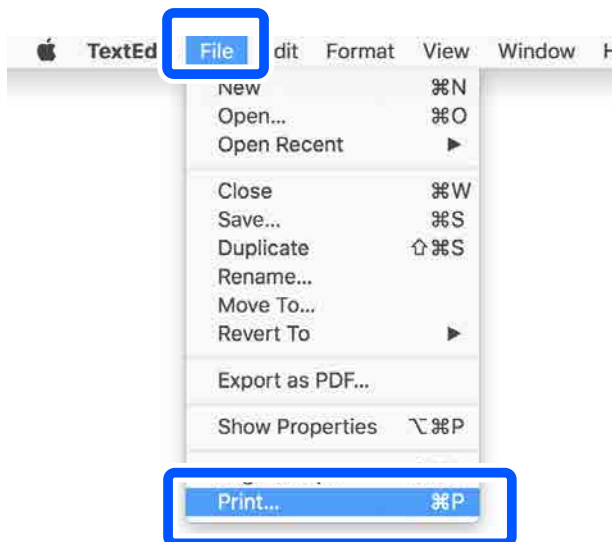 TextEd File dit Format View Window H
New ⌘N
Open... ⌘O
Open Recent ▶
Close ⌘W
Save... ⌘S
Duplicate ⇧⌘S
Rename...
Move To...
Revert To ▶
Export as PDF...
Show Properties ⌥⌘P
Print... ⌘P